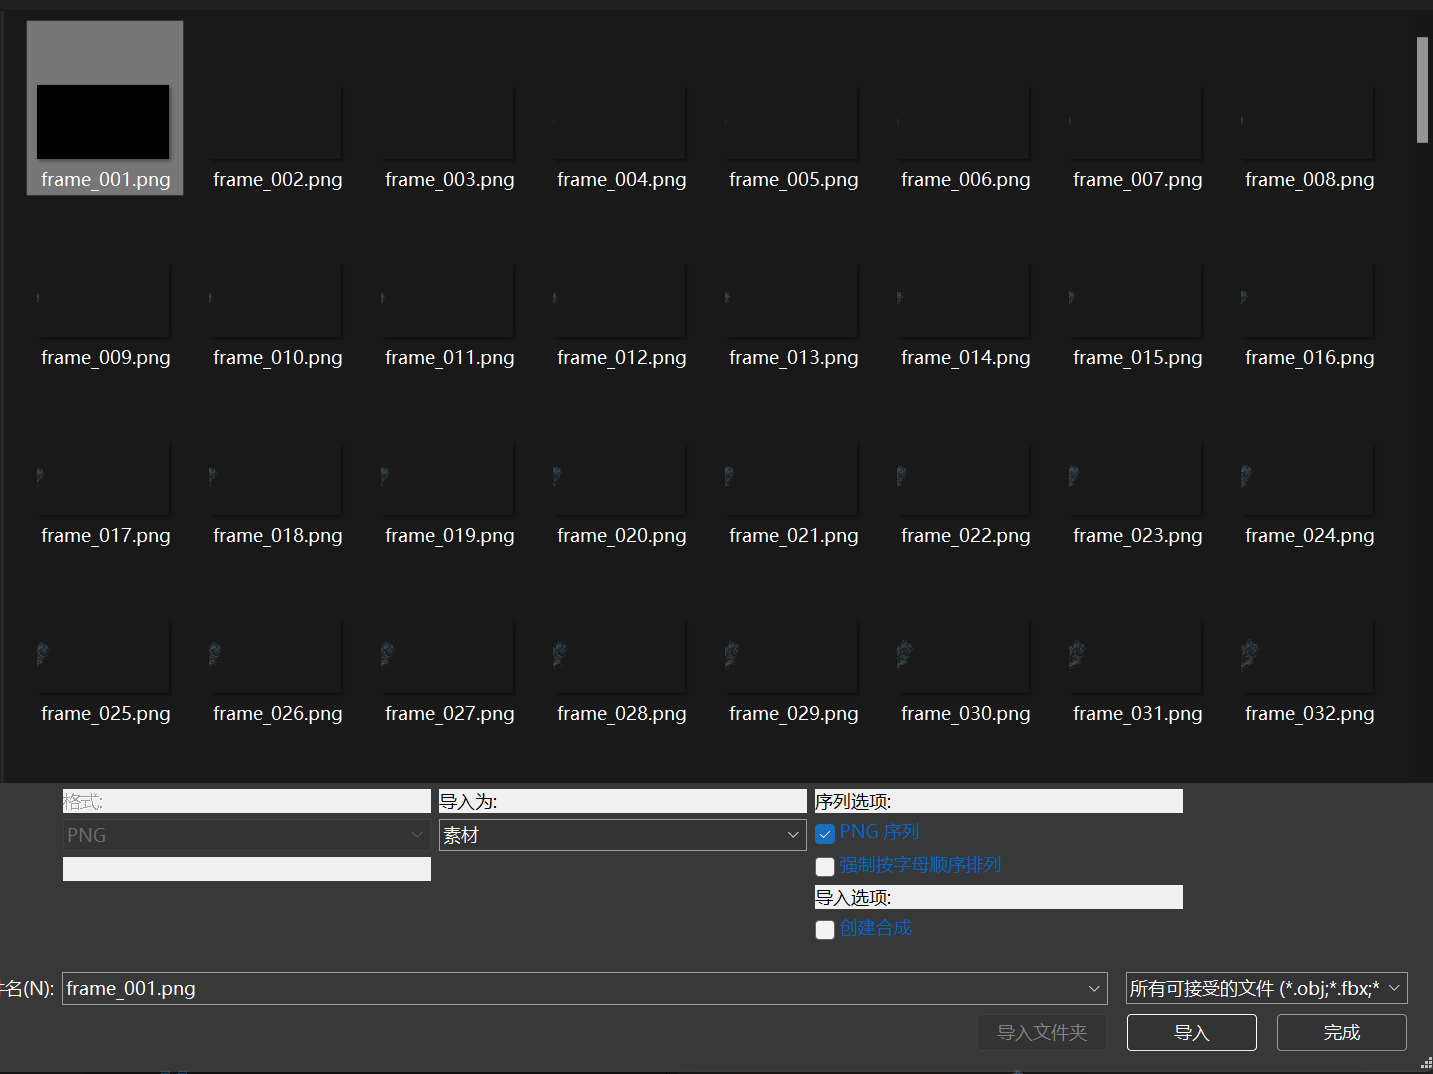 frame_001.png frame_002.png frame_003.png frame_004.png frame_005.png frame_006.png frame_007.png frame_008.png
frame_009.png frame_010.png frame_011.png frame_012.png frame_013.png frame_014.png frame_015.png frame_016.png
frame_017.png frame_018.png frame_019.png frame_020.png frame_021.png frame_022.png frame_023.png frame_024.png
frame_025.png frame_026.png frame_027.png frame_028.png frame_029.png frame_030.png frame_031.png frame_032.png
格式: 导入为: 序列选项:
PNG 素材 PNG 序列
强制按字母顺序排列
导入选项:
创建合成
名(N): frame_001.png 所有可接受的文件 (*.obj;*.fbx;*
导入文件夹 导入 完成